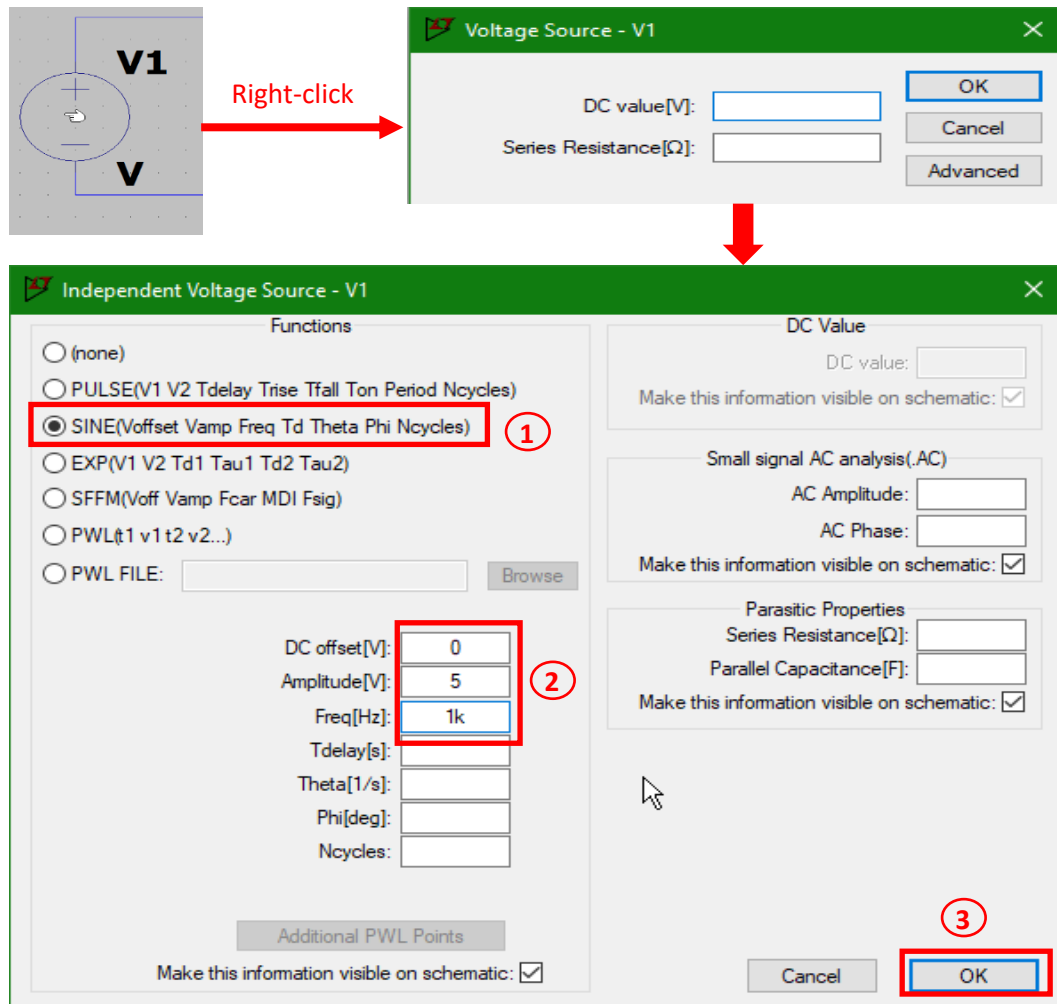 V1
V
Right-click
Voltage Source - V1
DC value[V]:
Series Resistance[Ω]:
OK
Cancel
Advanced
Independent Voltage Source - V1
Functions
(none)
PULSE(V1 V2 Tdelay Trise Tfall Ton Period Ncycles)
SINE(Voffset Vamp Freq Td Theta Phi Ncycles)
1
EXP(V1 V2 Td1 Tau1 Td2 Tau2)
SFFM(Voff Vamp Fcar MDI Fsig)
PWL(t1 v1 t2 v2...)
PWL FILE:
Browse
DC offset[V]: 0
Amplitude[V]: 5
2
Freq[Hz]: 1k
Tdelay[s]:
Theta[1/s]:
Phi[deg]:
Ncycles:
Additional PWL Points
Make this information visible on schematic:
DC Value
DC value:
Make this information visible on schematic:
Small signal AC analysis(.AC)
AC Amplitude:
AC Phase:
Make this information visible on schematic:
Parasitic Properties
Series Resistance[Ω]:
Parallel Capacitance[F]:
Make this information visible on schematic:
3
Cancel
OK